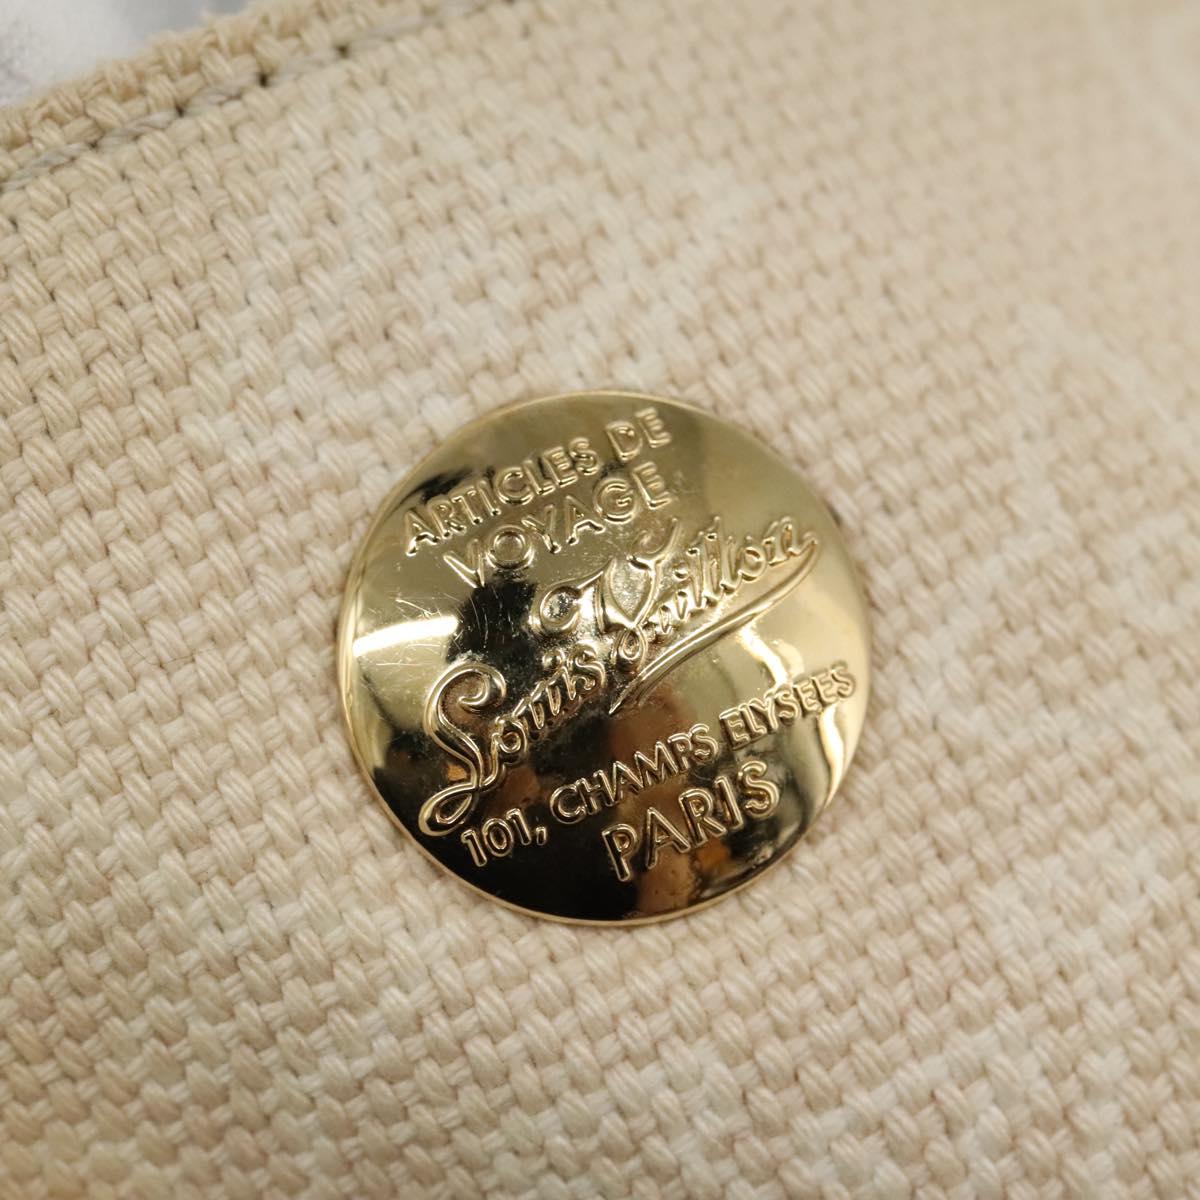 ARTICLES DE
VOYAGE
Louis Vuitton
101, CHAMPS ELYSEES
PARIS